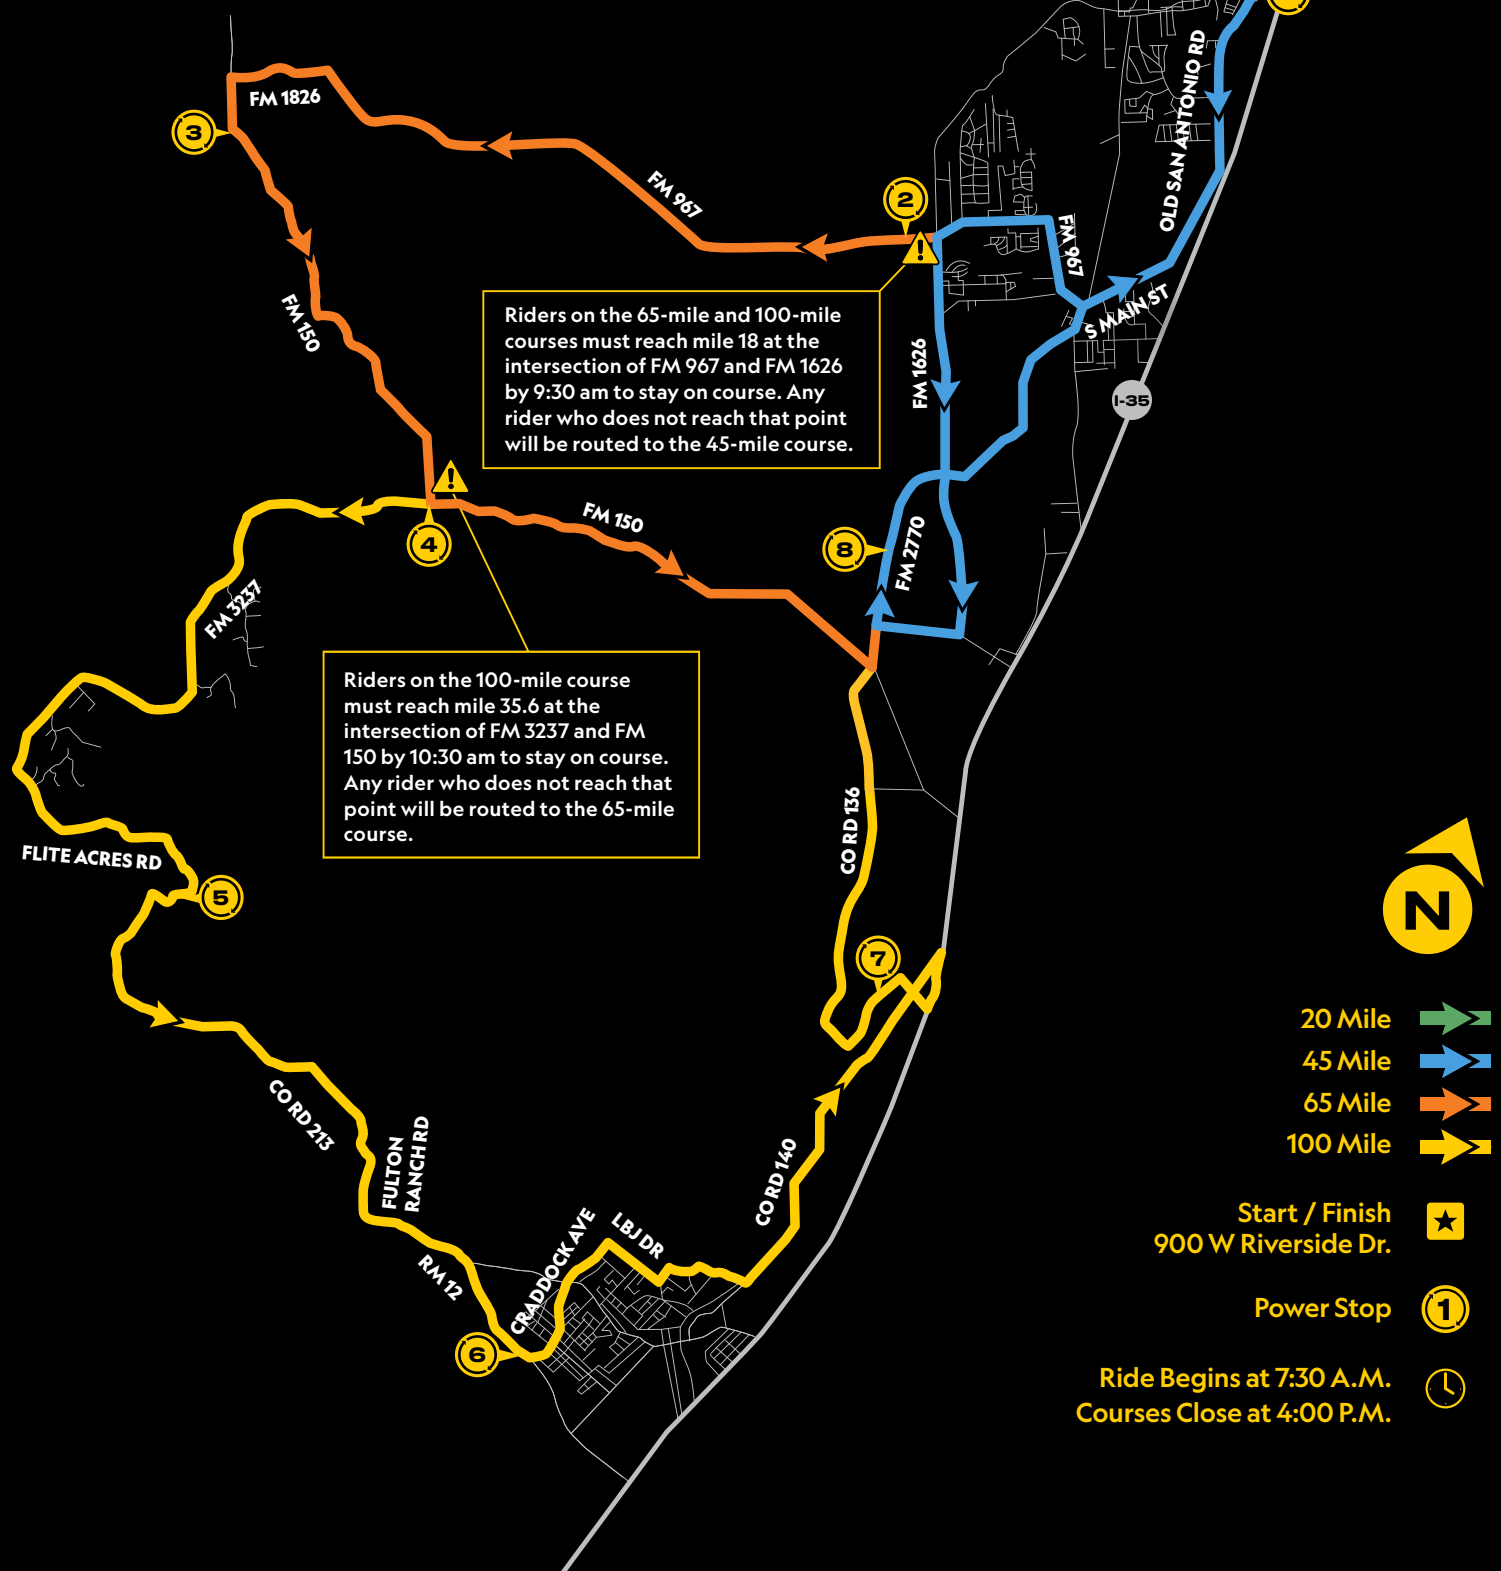 OLD SAN ANTONIO RD
FM 1826
3
FM 967
2
FM 967
S MAIN ST
FM 150
Riders on the 65-mile and 100-mile
courses must reach mile 18 at the
intersection of FM 967 and FM 1626
by 9:30 am to stay on course. Any
rider who does not reach that point
will be routed to the 45-mile course.
FM 1626
I-35
4
FM 150
8
FM 2770
FM 3237
Riders on the 100-mile course
must reach mile 35.6 at the
intersection of FM 3237 and FM
150 by 10:30 am to stay on course.
Any rider who does not reach that
point will be routed to the 65-mile
course.
CO RD 136
FLITE ACRES RD
5
7
N
20 Mile
45 Mile
65 Mile
100 Mile
CO RD 213
FULTON
RANCH RD
CO RD 140
RM 12
CRADDOCK AVE
LBJ DR
6
Start / Finish
900 W Riverside Dr.
Power Stop
1
Ride Begins at 7:30 A.M.
Courses Close at 4:00 P.M.